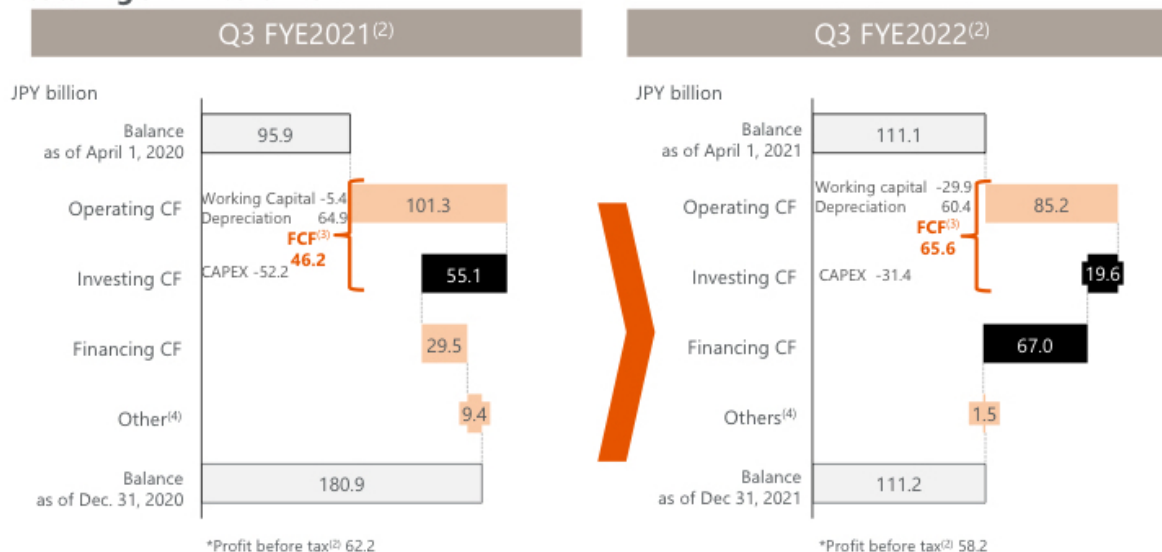 Q3 FYE2021(2)
JPY billion
Balance
as of April 1, 2020
95.9
Operating CF
Working Capital -5.4
Depreciation 64.9
101.3
FCF(3)
46.2
Investing CF
CAPEX -52.2
55.1
Financing CF
29.5
Other(4)
9.4
Balance
as of Dec. 31, 2020
180.9
*Profit before tax(2) 62.2
Q3 FYE2022(2)
JPY billion
Balance
as of April 1, 2021
111.1
Operating CF
Working capital -29.9
Depreciation 60.4
85.2
FCF(3)
65.6
Investing CF
CAPEX -31.4
19.6
Financing CF
67.0
Others(4)
1.5
Balance
as of Dec 31, 2021
111.2
*Profit before tax(2) 58.2